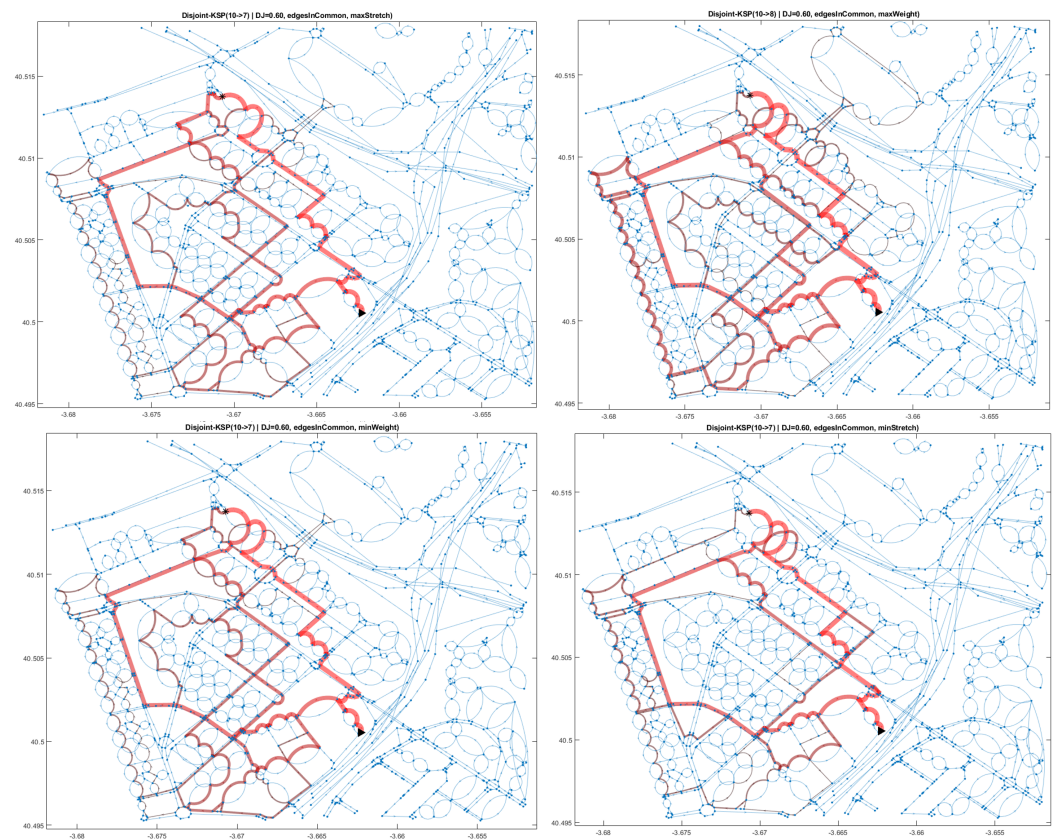 Disjoint-KSP(10->7) | DJ=0.60, edgesInCommon, maxStretch)
40.515
40.51
40.505
40.5
40.495
-3.68 -3.675 -3.67 -3.665 -3.66 -3.655
Disjoint-KSP(10->8) | DJ=0.60, edgesInCommon, maxWeight)
40.515
40.51
40.505
40.5
40.495
-3.68 -3.675 -3.67 -3.665 -3.66 -3.655
Disjoint-KSP(10->7) | DJ=0.60, edgesInCommon, minWeight)
40.515
40.51
40.505
40.5
40.495
-3.68 -3.675 -3.67 -3.665 -3.66 -3.655
Disjoint-KSP(10->7) | DJ=0.60, edgesInCommon, minStretch)
40.515
40.51
40.505
40.5
40.495
-3.68 -3.675 -3.67 -3.665 -3.66 -3.655